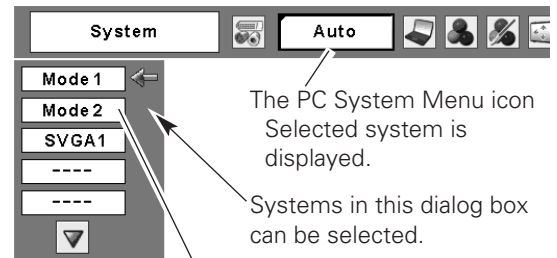 System
Auto
Mode 1
Mode 2
SVGA1
----
----
The PC System Menu icon
Selected system is
displayed.
Systems in this dialog box
can be selected.